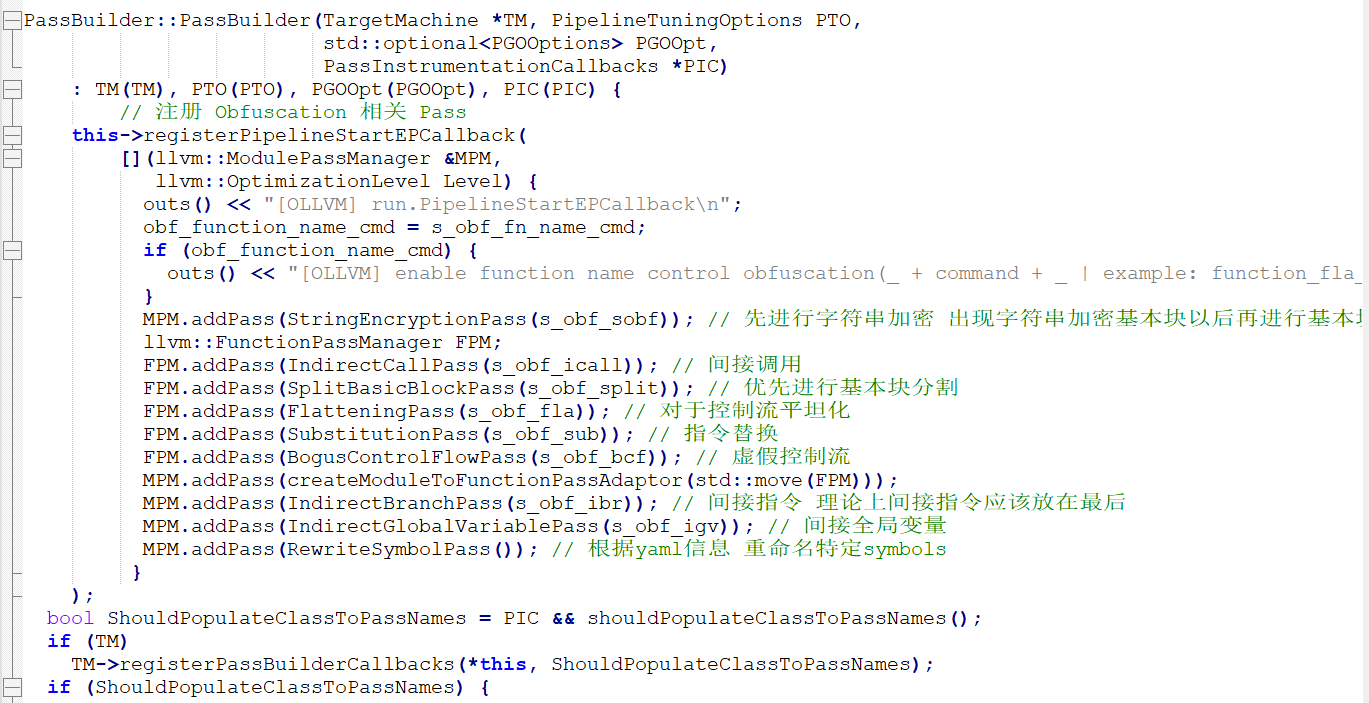 PassBuilder::PassBuilder(TargetMachine *TM, PipelineTuningOptions PTO,
                         std::optional<PGOOptions> PGOOpt,
                         PassInstrumentationCallbacks *PIC)
    : TM(TM), PTO(PTO), PGOOpt(PGOOpt), PIC(PIC) {
        // 注册 Obfuscation 相关 Pass
    this->registerPipelineStartEPCallback(
        [](llvm::ModulePassManager &MPM,
           llvm::OptimizationLevel Level) {
          outs() << "[OLLVM] run.PipelineStartEPCallback\n";
          obf_function_name_cmd = s_obf_fn_name_cmd;
          if (obf_function_name_cmd) {
            outs() << "[OLLVM] enable function name control obfuscation(_ + command + _ | example: function_fla_
          }
          MPM.addPass(StringEncryptionPass(s_obf_sobf)); // 先进行字符串加密 出现字符串加密基本块以后再进行基本
          llvm::FunctionPassManager FPM;
          FPM.addPass(IndirectCallPass(s_obf_icall)); // 间接调用
          FPM.addPass(SplitBasicBlockPass(s_obf_split)); // 优先进行基本块分割
          FPM.addPass(FlatteningPass(s_obf_fla)); // 对于控制流平坦化
          FPM.addPass(SubstitutionPass(s_obf_sub)); // 指令替换
          FPM.addPass(BogusControlFlowPass(s_obf_bcf)); // 虚假控制流
          MPM.addPass(createModuleToFunctionPassAdaptor(std::move(FPM)));
          MPM.addPass(IndirectBranchPass(s_obf_ibr)); // 间接指令 理论上间接指令应该放在最后
          MPM.addPass(IndirectGlobalVariablePass(s_obf_igv)); // 间接全局变量
          MPM.addPass(RewriteSymbolPass()); // 根据yaml信息 重命名特定symbols
         }
    );
  bool ShouldPopulateClassToPassNames = PIC && shouldPopulateClassToPassNames();
  if (TM)
    TM->registerPassBuilderCallbacks(*this, ShouldPopulateClassToPassNames);
  if (ShouldPopulateClassToPassNames) {